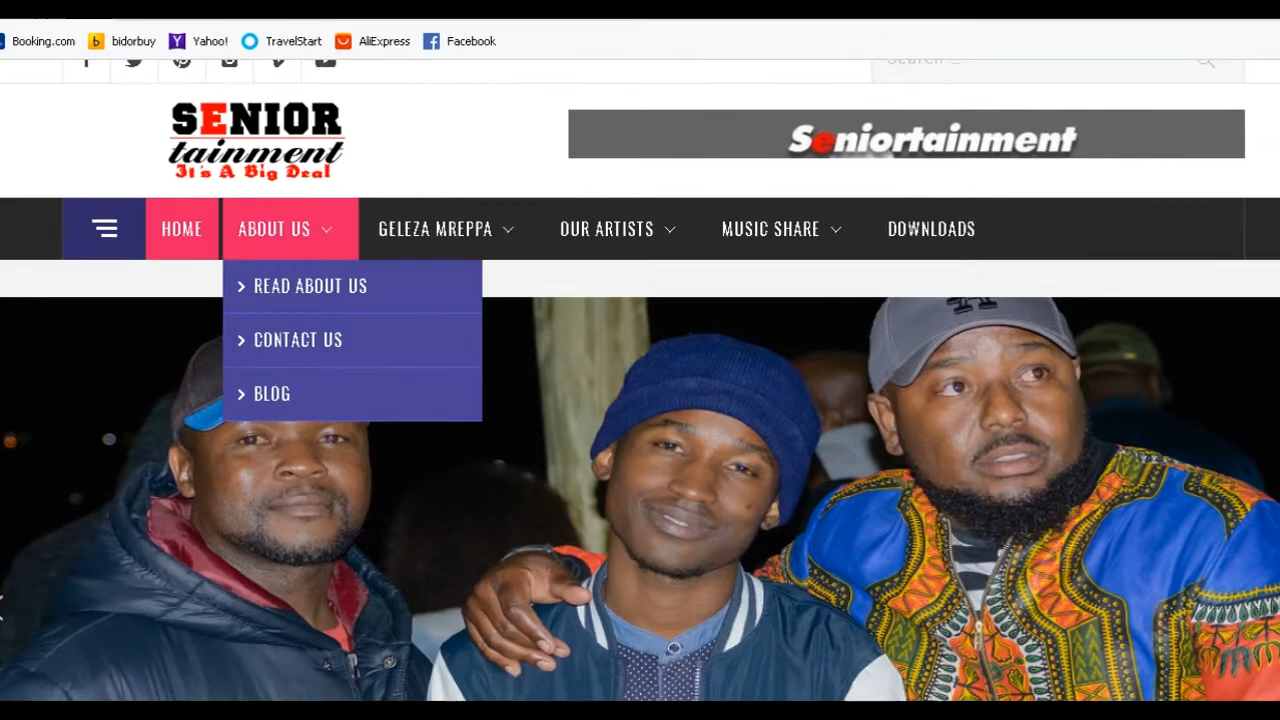 Booking.com bidorbuy Yahoo! TravelStart AliExpress Facebook
Search ...
SENIOR
tainment
It's A Big Deal
Seniortainment
HOME ABOUT US GELEZA MREPPA OUR ARTISTS MUSIC SHARE DOWNLOADS
READ ABOUT US
CONTACT US
BLOG